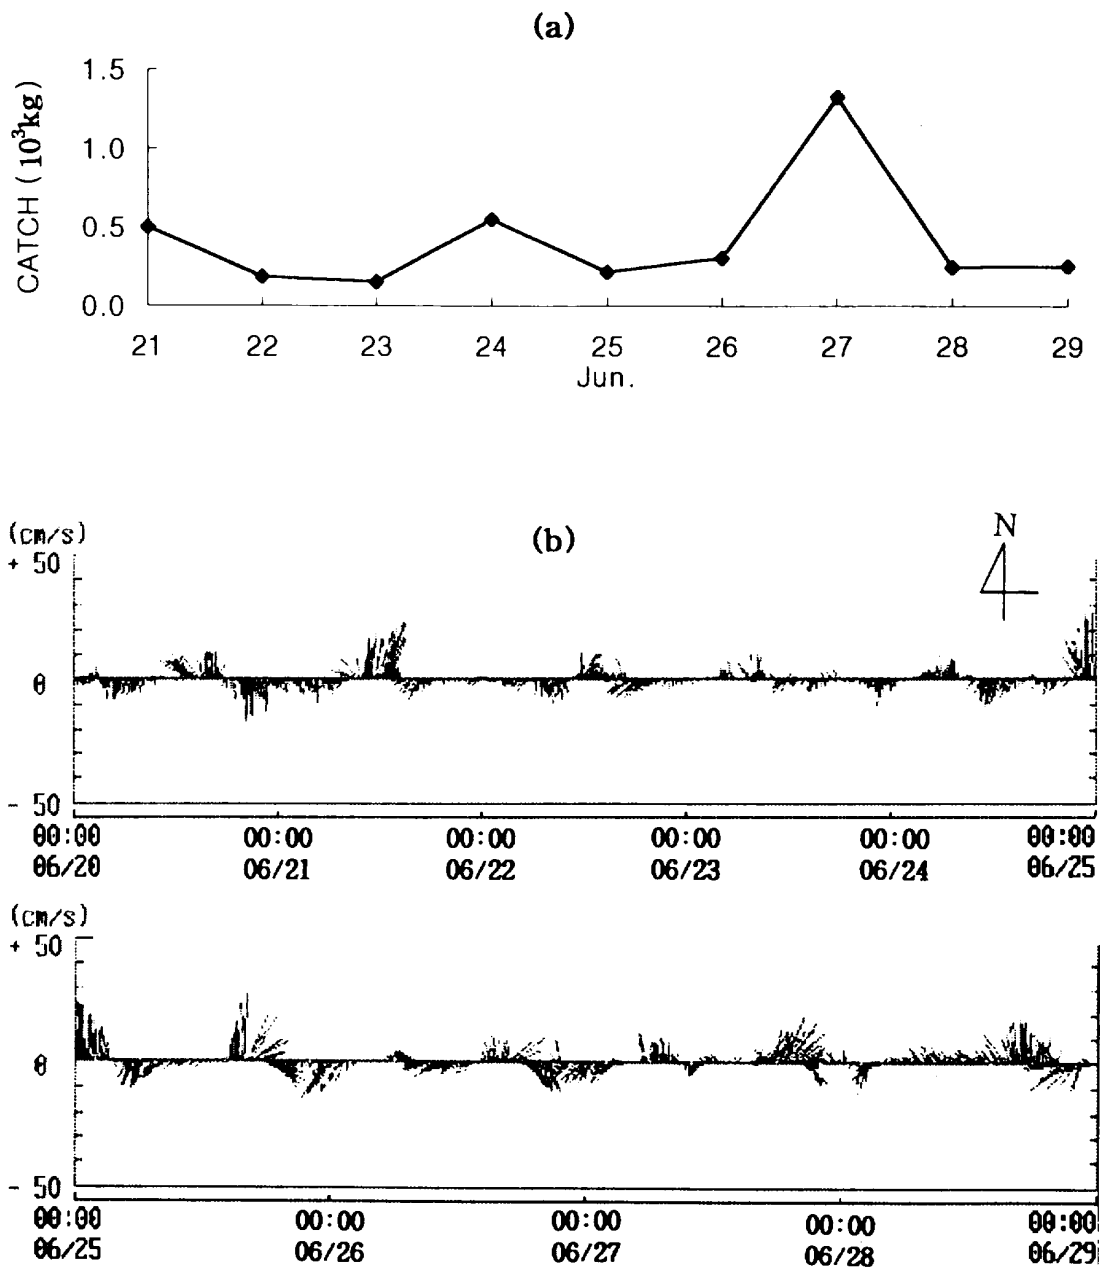 (a)
CATCH (10³kg)
1.5
1.0
0.5
0.0
21 22 23 24 25 26 27 28 29
Jun.
(b)
N
(cm/s)
+ 50
0
- 50
00:00 00:00 00:00 00:00 00:00 00:00
06/20 06/21 06/22 06/23 06/24 06/25
(cm/s)
+ 50
0
- 50
00:00 00:00 00:00 00:00 00:00
06/25 06/26 06/27 06/28 06/29